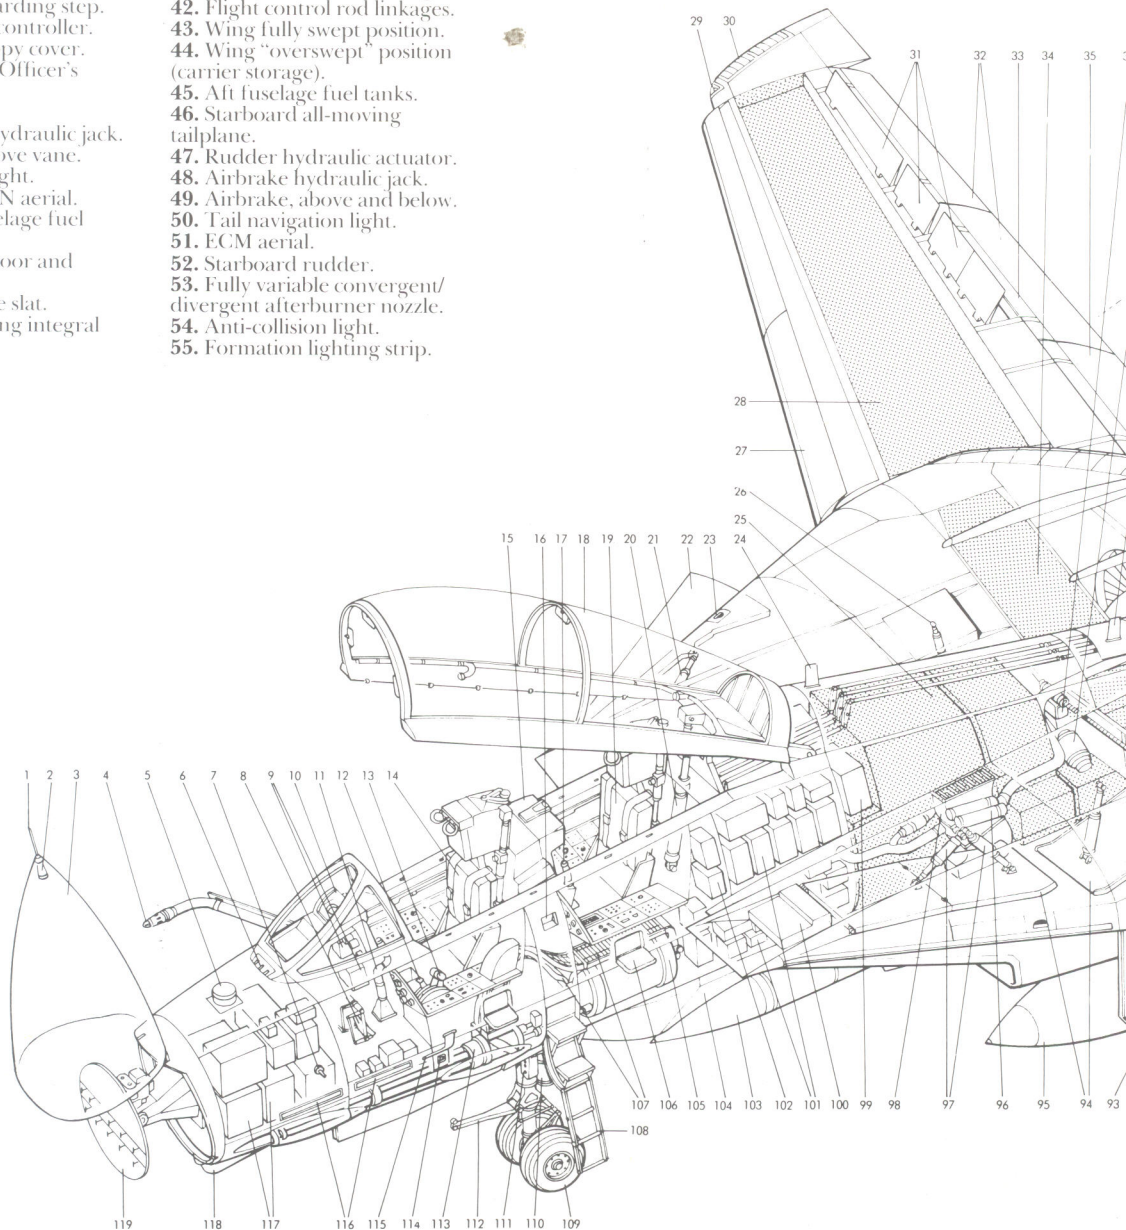 arding step.
controller.
py cover.
Officer's
ydraulic jack.
ove vane.
ght.
N aerial.
elage fuel
oor and
e slat.
ng integral
42. Flight control rod linkages.
43. Wing fully swept position.
44. Wing “overswept” position
(carrier storage).
45. Aft fuselage fuel tanks.
46. Starboard all-moving
tailplane.
47. Rudder hydraulic actuator.
48. Airbrake hydraulic jack.
49. Airbrake, above and below.
50. Tail navigation light.
51. ECM aerial.
52. Starboard rudder.
53. Fully variable convergent/
divergent afterburner nozzle.
54. Anti-collision light.
55. Formation lighting strip.
29 30
31 32 33 34 35 3
28
27
26
25
15 16 17 18 19 20 21 22 23 24
1 2 3 4 5 6 7 8 9 10 11 12 13 14
107 106 105 104 103 102 101 100 99 98 97 96 95 94 93
108
119 118 117 116 115 114 113 112 111 110 109